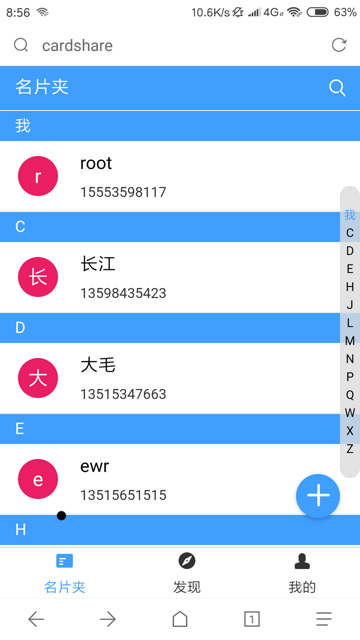 8:56
10.6K/s 4G 63%
cardshare
名片夹
我
r
root
15553598117
C
长
长江
13598435423
D
大
大毛
13515347663
E
e
ewr
13515651515
H
我
C
D
E
H
J
L
M
N
P
Q
W
X
Z
名片夹 发现 我的
1